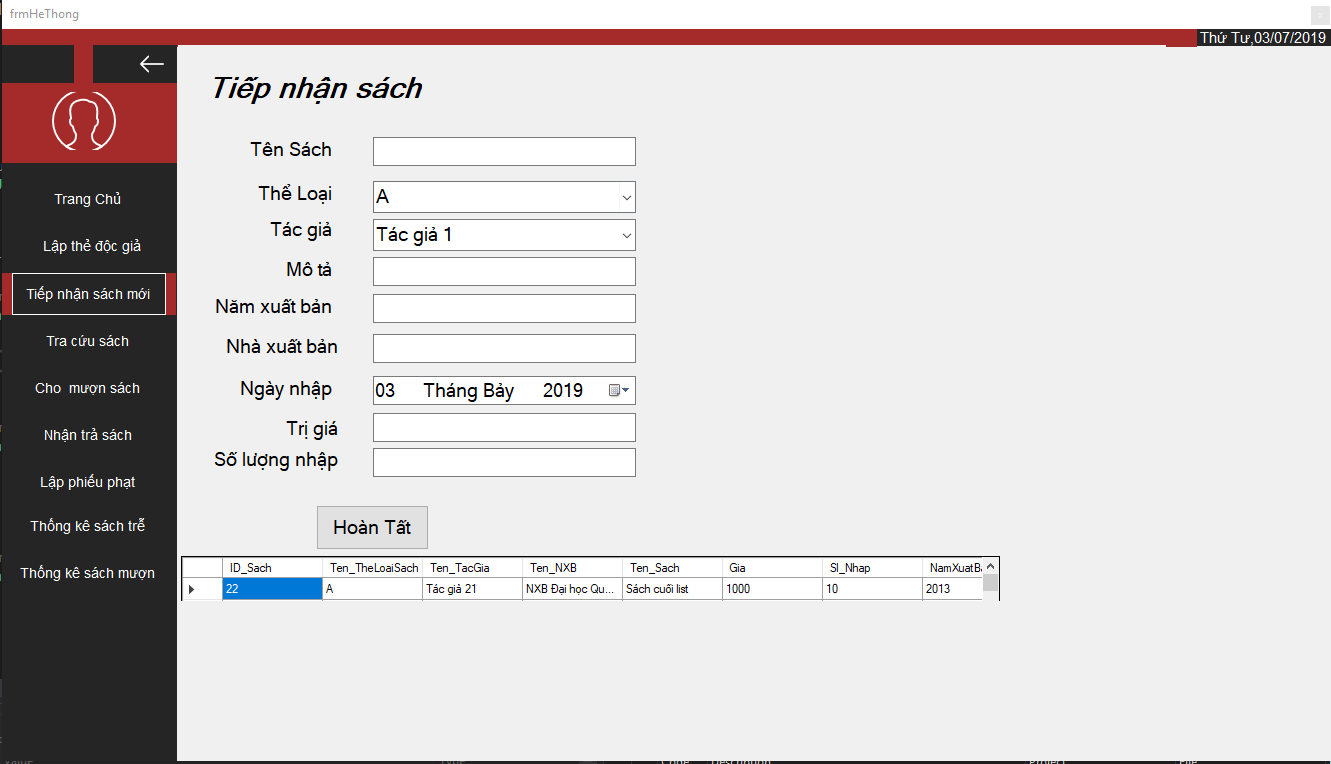 frmHeThong
Thứ Tư,03/07/2019
Tiếp nhận sách
Trang Chủ
Lập thẻ độc giả
Tiếp nhận sách mới
Tra cứu sách
Cho  mượn sách
Nhận trả sách
Lập phiếu phạt
Thống kê sách trễ
Thống kê sách mượn
Tên Sách
Thể Loại A
Tác giả Tác giả 1
Mô tả
Năm xuất bản
Nhà xuất bản
Ngày nhập 03 Tháng Bảy 2019
Trị giá
Số lượng nhập
Hoàn Tất
ID_Sach Ten_TheLoaiSach Ten_TacGia Ten_NXB Ten_Sach Gia Sl_Nhap NamXuatBa
22 A Tác giả 21 NXB Đại học Qu... Sách cuối list 1000 10 2013